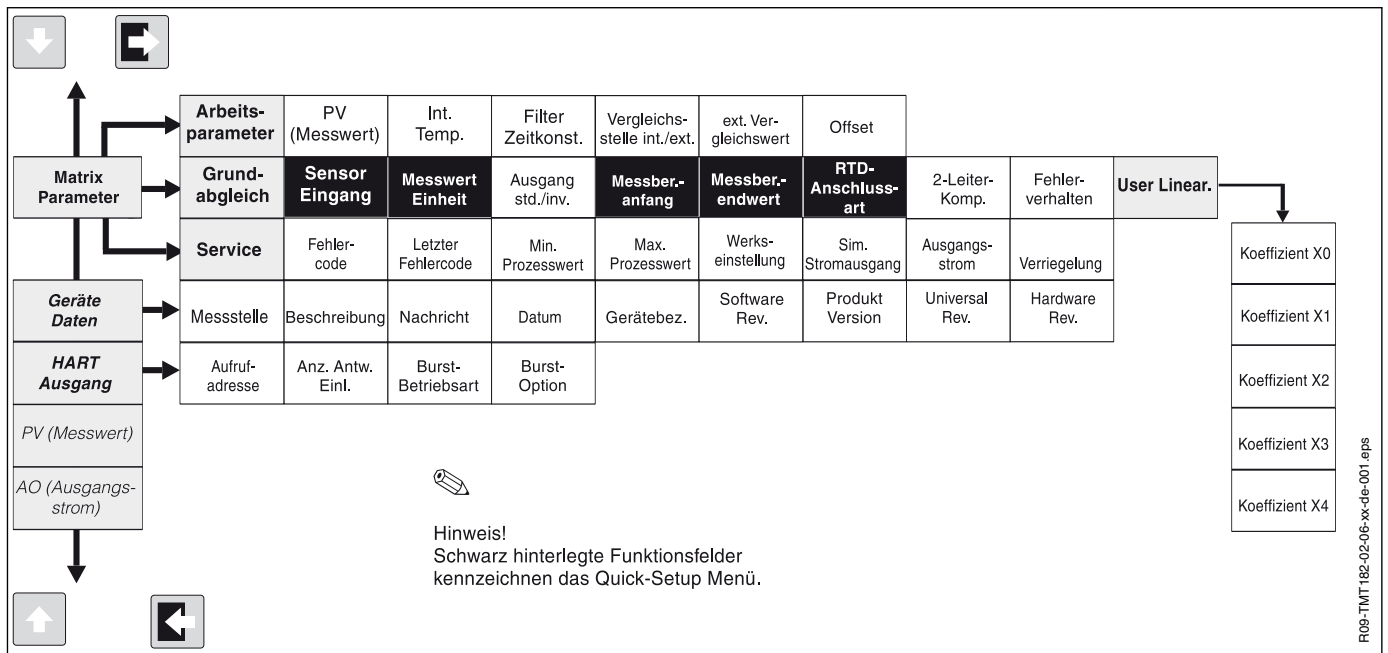 Arbeits-
parameter
PV
(Messwert)
Int.
Temp.
Filter
Zeitkonst.
Vergleichs-
stelle int./ext.
ext. Ver-
gleichswert
Offset
Matrix
Parameter
Grund-
abgleich
Sensor
Eingang
Messwert
Einheit
Ausgang
std./inv.
Messber.-
anfang
Messber.-
endwert
RTD-
Anschluss-
art
2-Leiter-
Komp.
Fehler-
verhalten
User Linear.
Service
Fehler-
code
Letzter
Fehlercode
Min.
Prozesswert
Max.
Prozesswert
Werks-
einstellung
Sim.
Stromausgang
Ausgangs-
strom
Verriegelung
Geräte
Daten
Messstelle
Beschreibung
Nachricht
Datum
Gerätebez.
Software
Rev.
Produkt
Version
Universal
Rev.
Hardware
Rev.
HART
Ausgang
Aufruf-
adresse
Anz. Antw.
Einl.
Burst-
Betriebsart
Burst-
Option
PV (Messwert)
AO (Ausgangs-
strom)
Koeffizient X0
Koeffizient X1
Koeffizient X2
Koeffizient X3
Koeffizient X4
Hinweis!
Schwarz hinterlegte Funktionsfelder
kennzeichnen das Quick-Setup Menü.
R09-TMT182-02-06-xx-de-001.eps